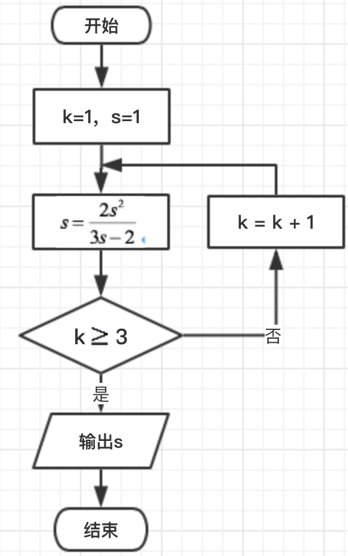 开始
k=1, s=1
s = 2s² / 3s − 2
k = k + 1
k ≥ 3
否
是
输出s
结束